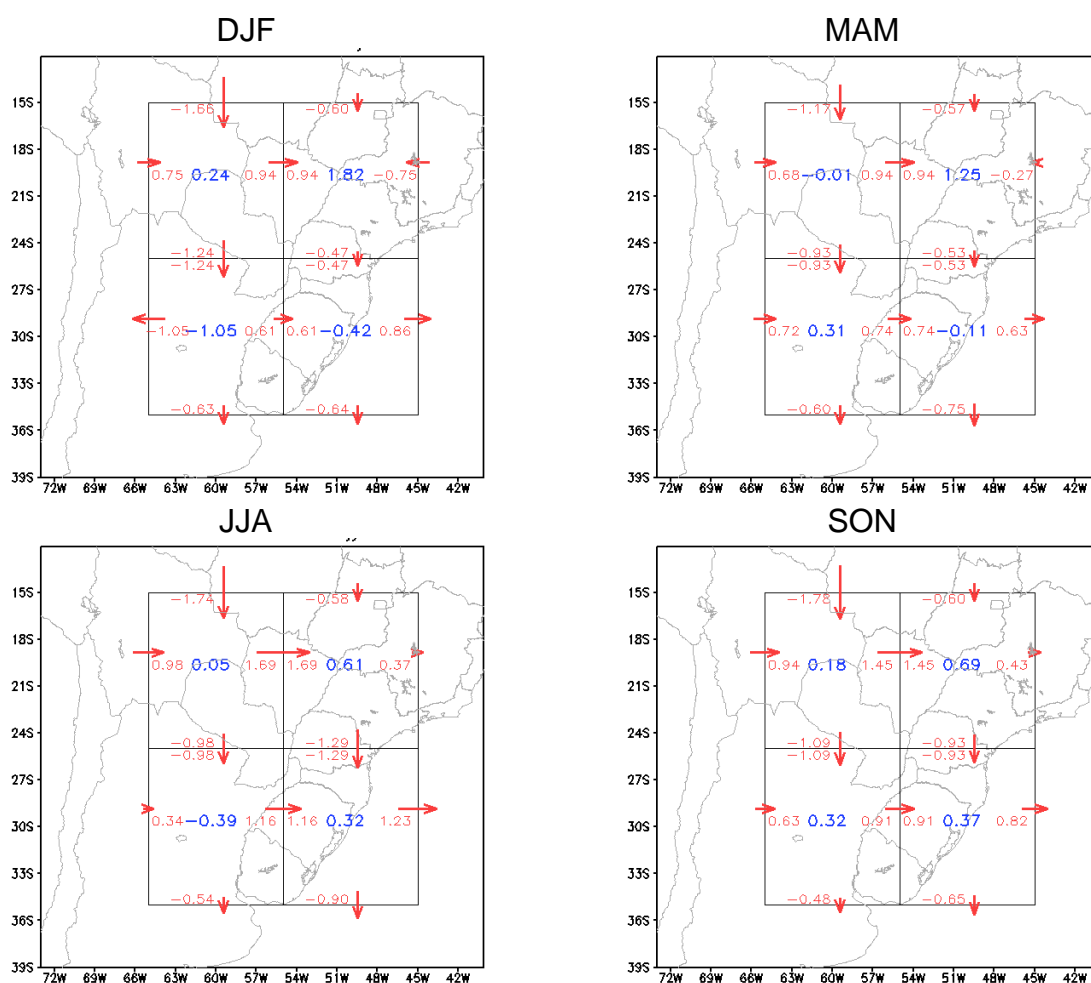 DJF MAM
15S -1.66 -0.60 15S -1.17 -0.57
18S 18S
0.75 0.24 0.94 0.94 1.82 -0.75 0.68 -0.01 0.94 0.94 1.25 -0.27
21S 21S
24S 24S
-1.24 -0.47 -0.93 -0.53
-1.24 -0.47 -0.93 -0.53
27S 27S
30S -1.05 -1.05 0.61 0.61 -0.42 0.86 30S 0.72 0.31 0.74 0.74 -0.11 0.63
33S 33S
-0.63 -0.64 -0.60 -0.75
36S 36S
39S 39S
72W 69W 66W 63W 60W 57W 54W 51W 48W 45W 42W 72W 69W 66W 63W 60W 57W 54W 51W 48W 45W 42W
JJA SON
15S -1.74 -0.58 15S -1.78 -0.60
18S 18S
0.98 0.05 1.69 1.69 0.61 0.37 0.94 0.18 1.45 1.45 0.69 0.43
21S 21S
24S 24S
-0.98 -1.29 -1.09 -0.93
-0.98 -1.29 -1.09 -0.93
27S 27S
30S 0.34 -0.39 1.16 1.16 0.32 1.23 30S 0.63 0.32 0.91 0.91 0.37 0.82
33S 33S
-0.54 -0.90 -0.48 -0.65
36S 36S
39S 39S
72W 69W 66W 63W 60W 57W 54W 51W 48W 45W 42W 72W 69W 66W 63W 60W 57W 54W 51W 48W 45W 42W